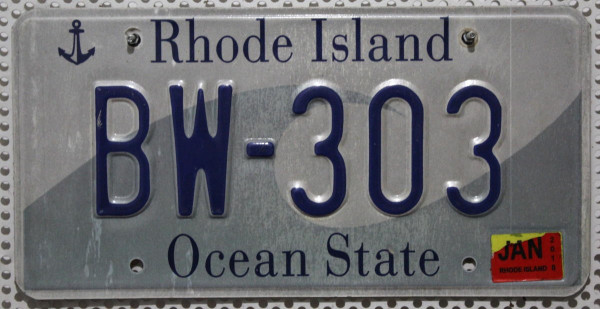 Rhode Island
BW-303
Ocean State
JAN
RHODE ISLAND